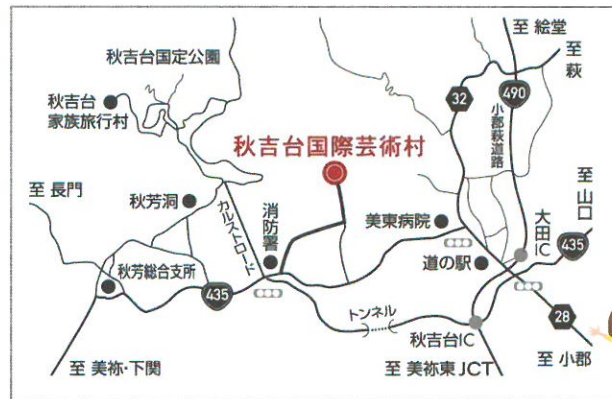 至 絵堂
秋吉台国定公園
至
萩
32
490
小郡萩道路
秋吉台
家族旅行村
秋吉台国際芸術村
至 長門
秋芳洞
カルストロード
消防署
美東病院
大田IC
至 山口
435
道の駅
秋芳総合支所
435
トンネル
秋吉台IC
28
至 美祢・下関
至 美祢東JCT
至 小郡